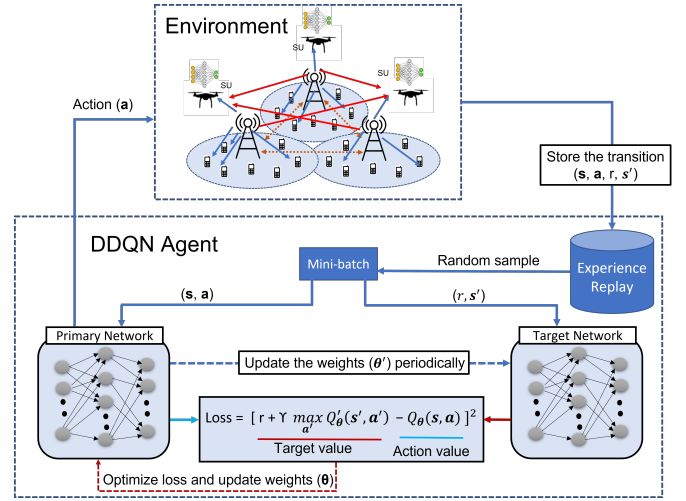 Environment
SU
SU
SU
Action (a)
Store the transition
(s, a, r, s′)
DDQN Agent
Mini-batch
Random sample
Experience
Replay
(s, a)
(r, s′)
Primary Network
Target Network
Update the weights (θ′) periodically
Loss = [ r + ϒ max Q′θ(s′, a′) − Qθ(s, a) ]²
a′
Target value
Action value
Optimize loss and update weights (θ)